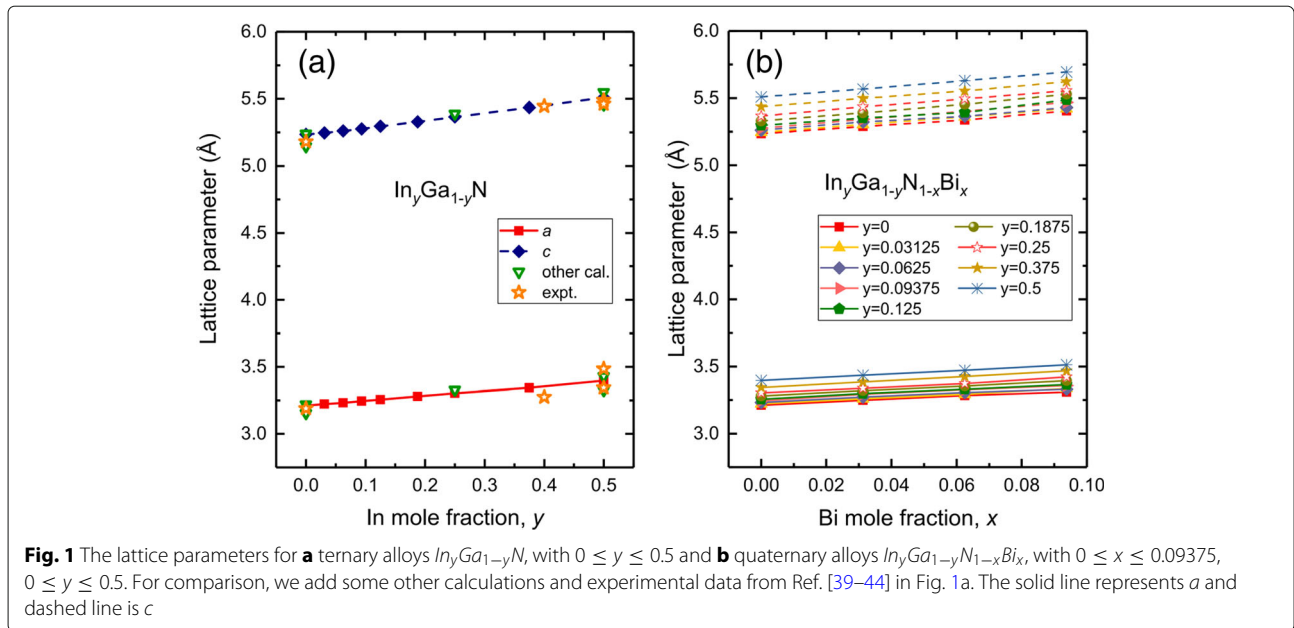 (a)
Lattice parameter (Å)
6.0
5.5
5.0
4.5
4.0
3.5
3.0
InyGa1-yN
a
c
other cal.
expt.
0.0 0.1 0.2 0.3 0.4 0.5
In mole fraction, y
(b)
Lattice parameter (Å)
6.0
5.5
5.0
4.5
4.0
3.5
3.0
InyGa1-yN1-xBix
y=0 y=0.1875
y=0.03125 y=0.25
y=0.0625 y=0.375
y=0.09375 y=0.5
y=0.125
0.00 0.02 0.04 0.06 0.08 0.10
Bi mole fraction, x
Fig. 1 The lattice parameters for a ternary alloys InyGa1−yN, with 0 ≤ y ≤ 0.5 and b quaternary alloys InyGa1−yN1−xBix, with 0 ≤ x ≤ 0.09375,
0 ≤ y ≤ 0.5. For comparison, we add some other calculations and experimental data from Ref. [39–44] in Fig. 1a. The solid line represents a and
dashed line is c